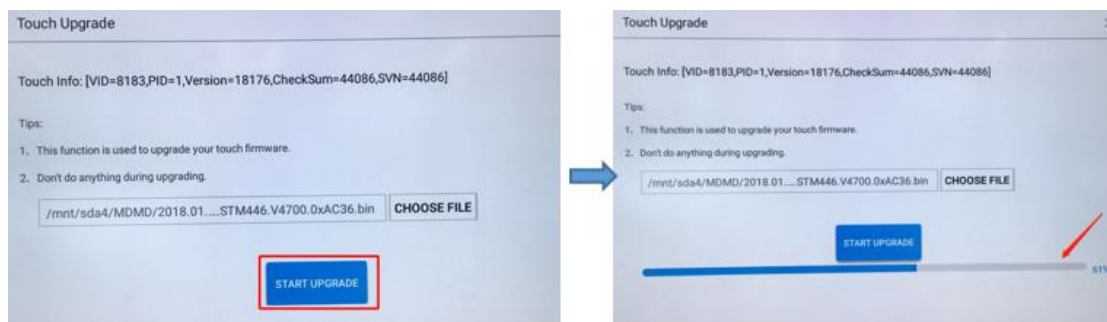 Touch Upgrade
Touch Info: [VID=8183,PID=1,Version=18176,CheckSum=44086,SVN=44086]
Tips:
1. This function is used to upgrade your touch firmware.
2. Don't do anything during upgrading.
/mnt/sda4/MDMD/2018.01....STM446.V4700.0xAC36.bin CHOOSE FILE
START UPGRADE
Touch Upgrade
Touch Info: [VID=8183,PID=1,Version=18176,CheckSum=44086,SVN=44086]
Tips:
1. This function is used to upgrade your touch firmware.
2. Don't do anything during upgrading.
/mnt/sda4/MDMD/2018.01....STM446.V4700.0xAC36.bin CHOOSE FILE
START UPGRADE
61%